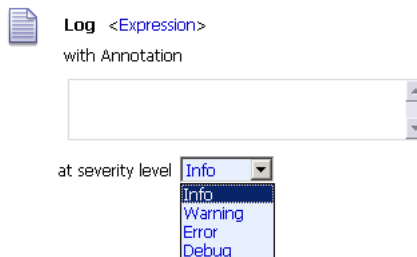 Log <Expression>
with Annotation
at severity level Info
Info
Warning
Error
Debug